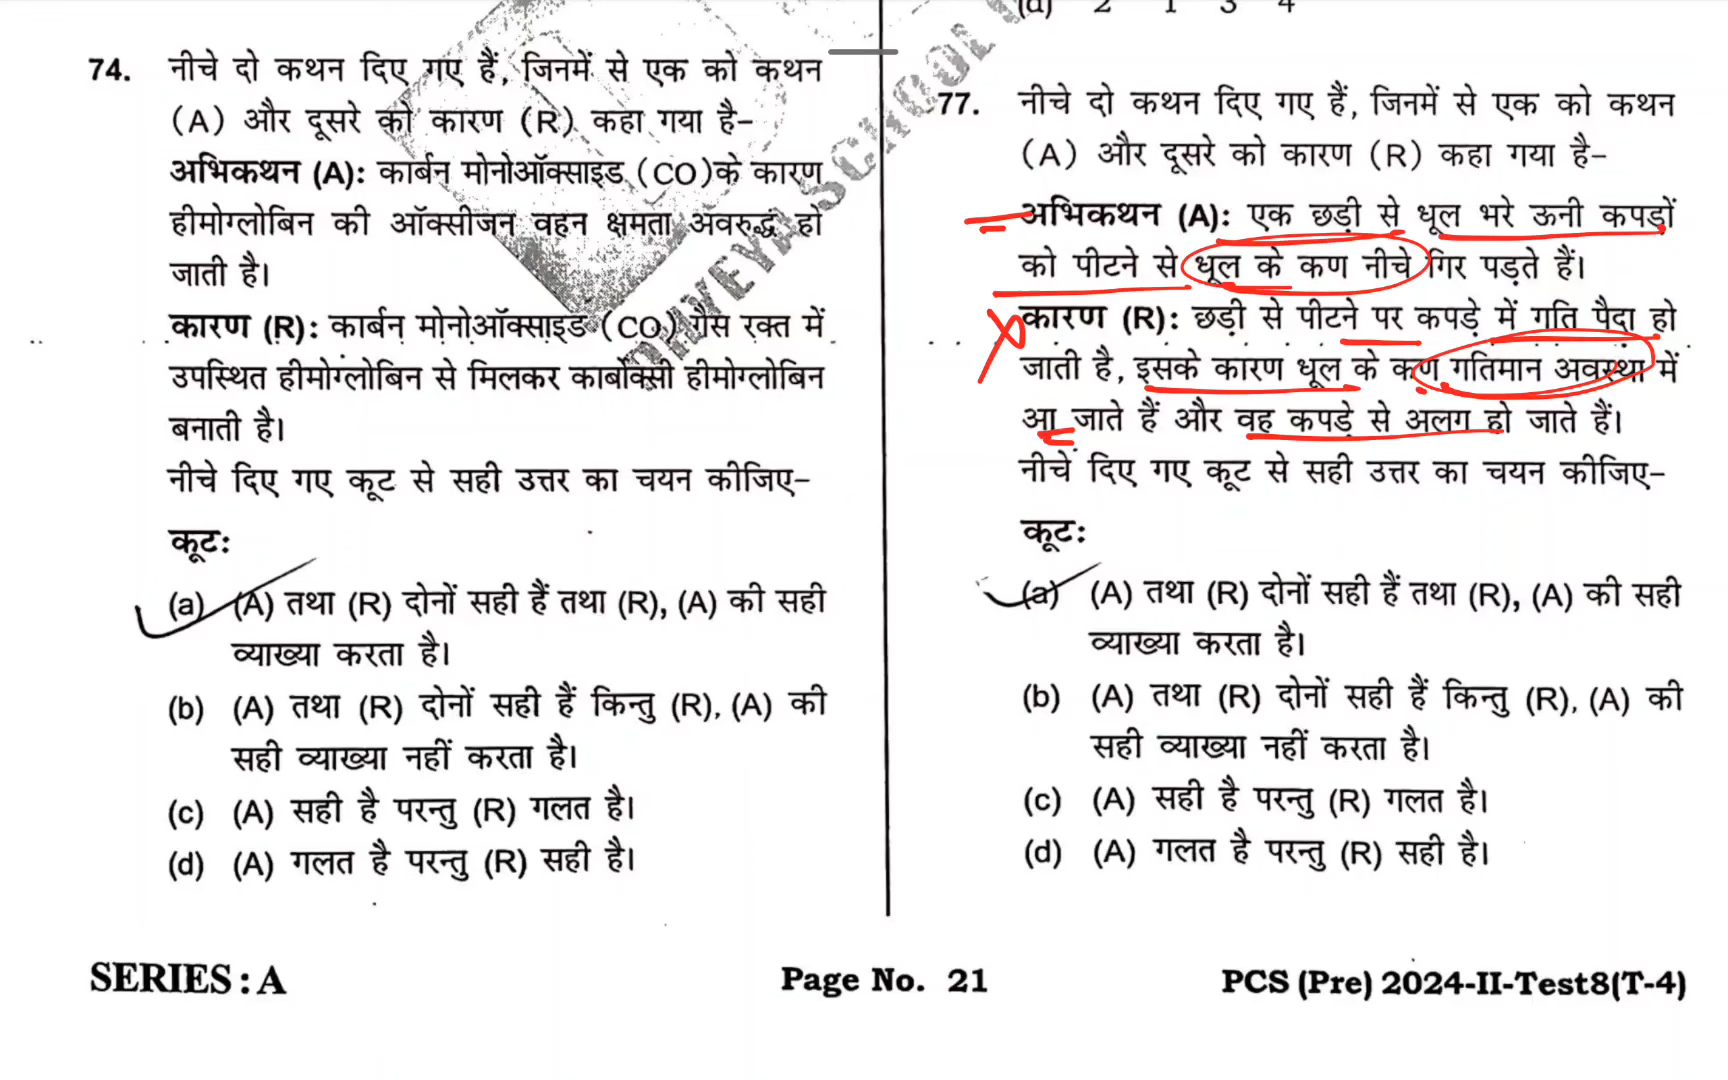 74. नीचे दो कथन दिए गए हैं, जिनमें से एक को कथन
(A) और दूसरे को कारण (R) कहा गया है–
अभिकथन (A): कार्बन मोनोऑक्साइड (CO)के कारण
हीमोग्लोबिन की ऑक्सीजन वहन क्षमता अवरुद्ध हो
जाती है।
कारण (R): कार्बन मोनोऑक्साइड (CO) गैस रक्त में
उपस्थित हीमोग्लोबिन से मिलकर कार्बोक्सी हीमोग्लोबिन
बनाती है।
नीचे दिए गए कूट से सही उत्तर का चयन कीजिए–
कूट:
(a) (A) तथा (R) दोनों सही हैं तथा (R), (A) की सही
व्याख्या करता है।
(b) (A) तथा (R) दोनों सही हैं किन्तु (R), (A) की
सही व्याख्या नहीं करता है।
(c) (A) सही है परन्तु (R) गलत है।
(d) (A) गलत है परन्तु (R) सही है।
(d) 2 1 3 4
77. नीचे दो कथन दिए गए हैं, जिनमें से एक को कथन
(A) और दूसरे को कारण (R) कहा गया है–
अभिकथन (A): एक छड़ी से धूल भरे ऊनी कपड़ों
को पीटने से धूल के कण नीचे गिर पड़ते हैं।
कारण (R): छड़ी से पीटने पर कपड़े में गति पैदा हो
जाती है, इसके कारण धूल के कण गतिमान अवस्था में
आ जाते हैं और वह कपड़े से अलग हो जाते हैं।
नीचे दिए गए कूट से सही उत्तर का चयन कीजिए–
कूट:
(a) (A) तथा (R) दोनों सही हैं तथा (R), (A) की सही
व्याख्या करता है।
(b) (A) तथा (R) दोनों सही हैं किन्तु (R), (A) की
सही व्याख्या नहीं करता है।
(c) (A) सही है परन्तु (R) गलत है।
(d) (A) गलत है परन्तु (R) सही है।
SERIES : A
Page No. 21
PCS (Pre) 2024-II-Test8(T-4)